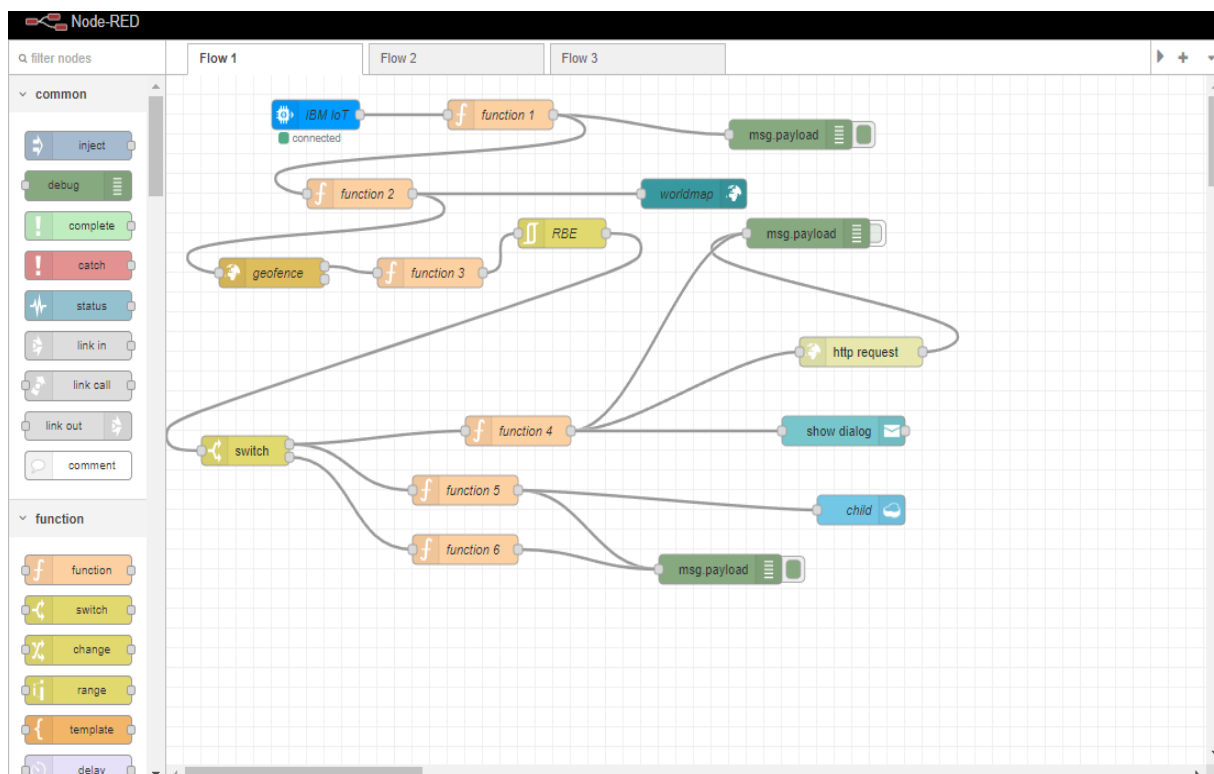 Node-RED
filter nodes
Flow 1
Flow 2
Flow 3
common
inject
debug
complete
catch
status
link in
link call
link out
comment
function
function
switch
change
range
template
delay
IBM IoT
connected
function 1
msg.payload
function 2
worldmap
RBE
msg.payload
geofence
function 3
http request
function 4
show dialog
switch
function 5
child
function 6
msg.payload